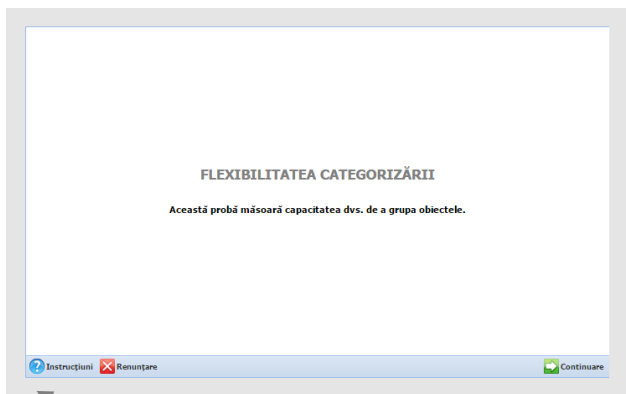 FLEXIBILITATEA CATEGORIZĂRII
Această probă măsoară capacitatea dvs. de a grupa obiectele.
Instrucțiuni Renunțare Continuare